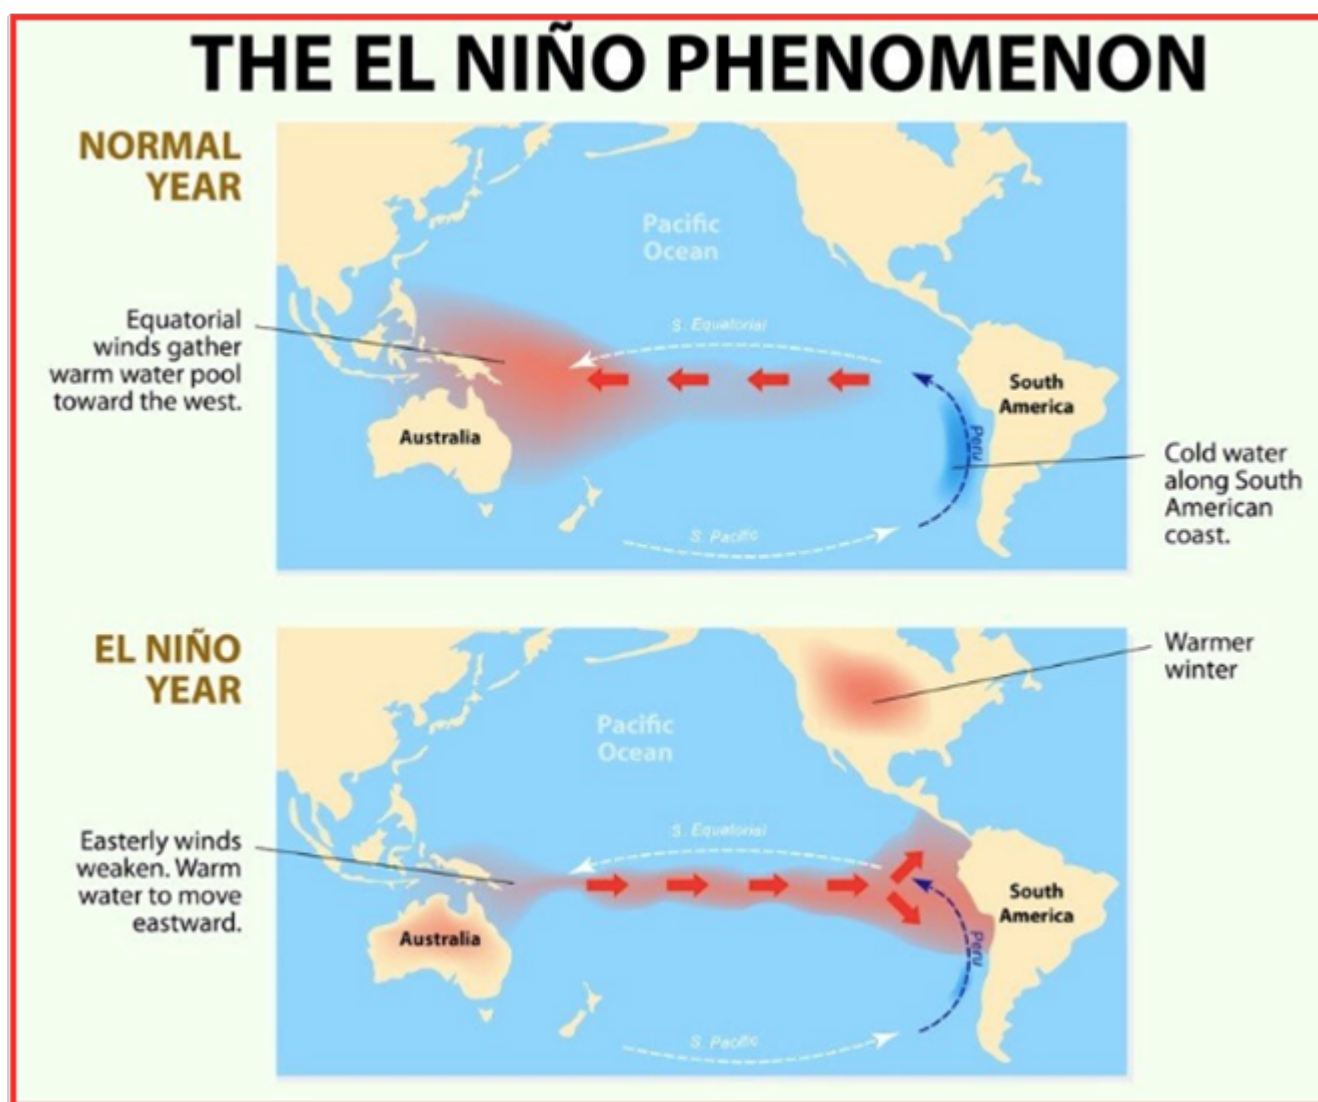 THE EL NIÑO PHENOMENON
NORMAL
YEAR
Pacific
Ocean
Equatorial
winds gather
warm water pool
toward the west.
S. Equatorial
South
America
Australia
Peru
Cold water
along South
American
coast.
S. Pacific
EL NIÑO
YEAR
Warmer
winter
Pacific
Ocean
Easterly winds
weaken. Warm
water to move
eastward.
S. Equatorial
South
America
Australia
Peru
S. Pacific